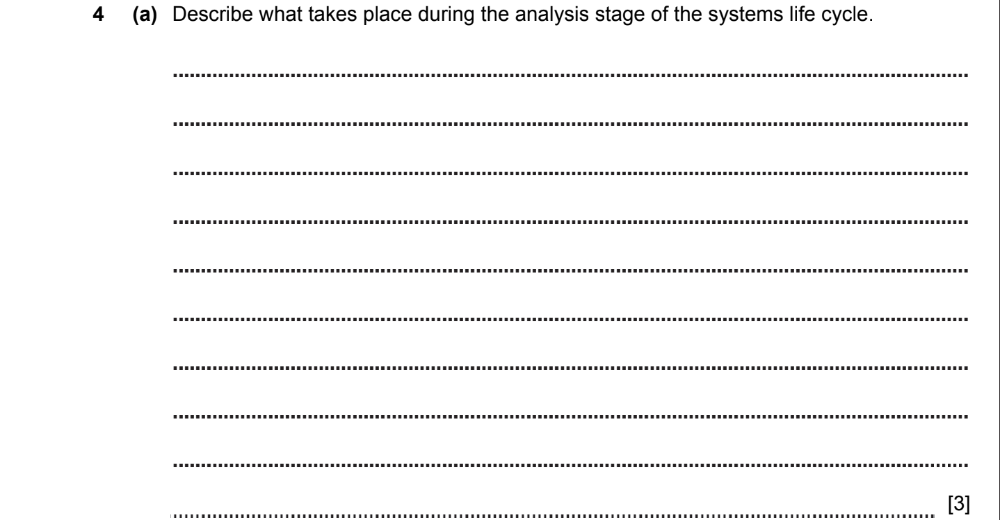 4 (a) Describe what takes place during the analysis stage of the systems life cycle.
[3]